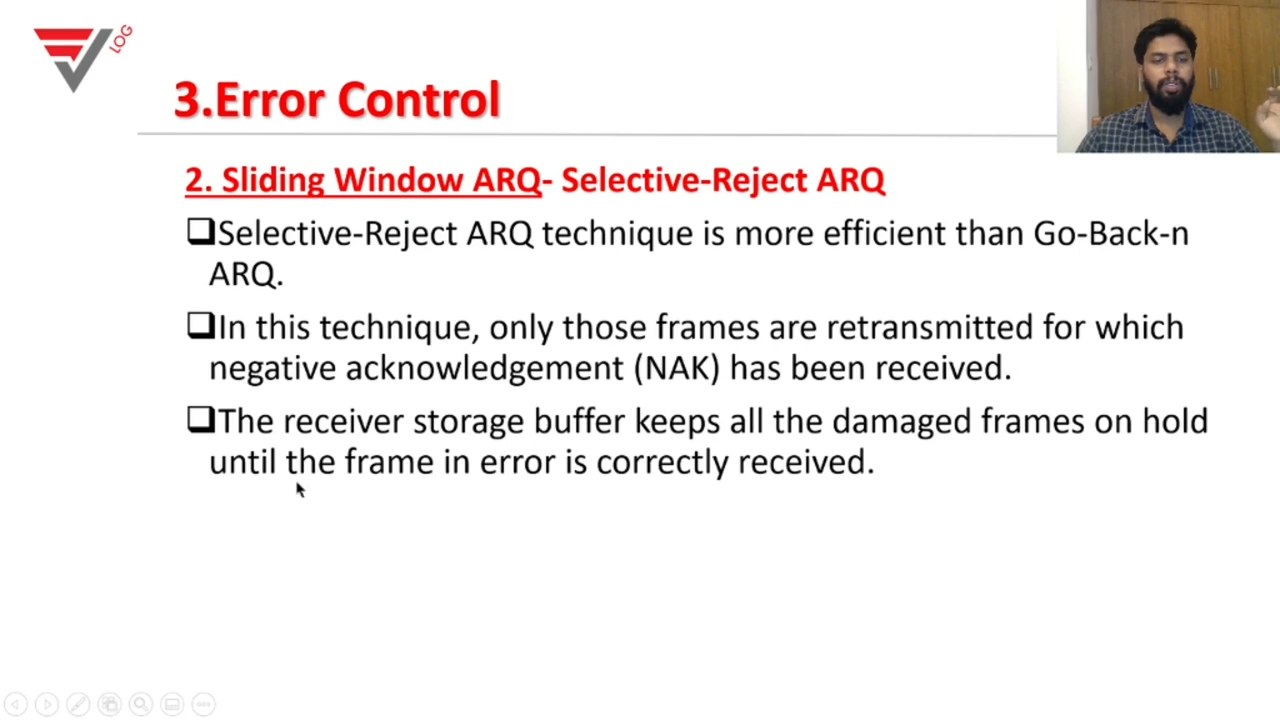 LOG
3.Error Control
2. Sliding Window ARQ- Selective-Reject ARQ
Selective-Reject ARQ technique is more efficient than Go-Back-n
ARQ.
In this technique, only those frames are retransmitted for which
negative acknowledgement (NAK) has been received.
The receiver storage buffer keeps all the damaged frames on hold
until the frame in error is correctly received.